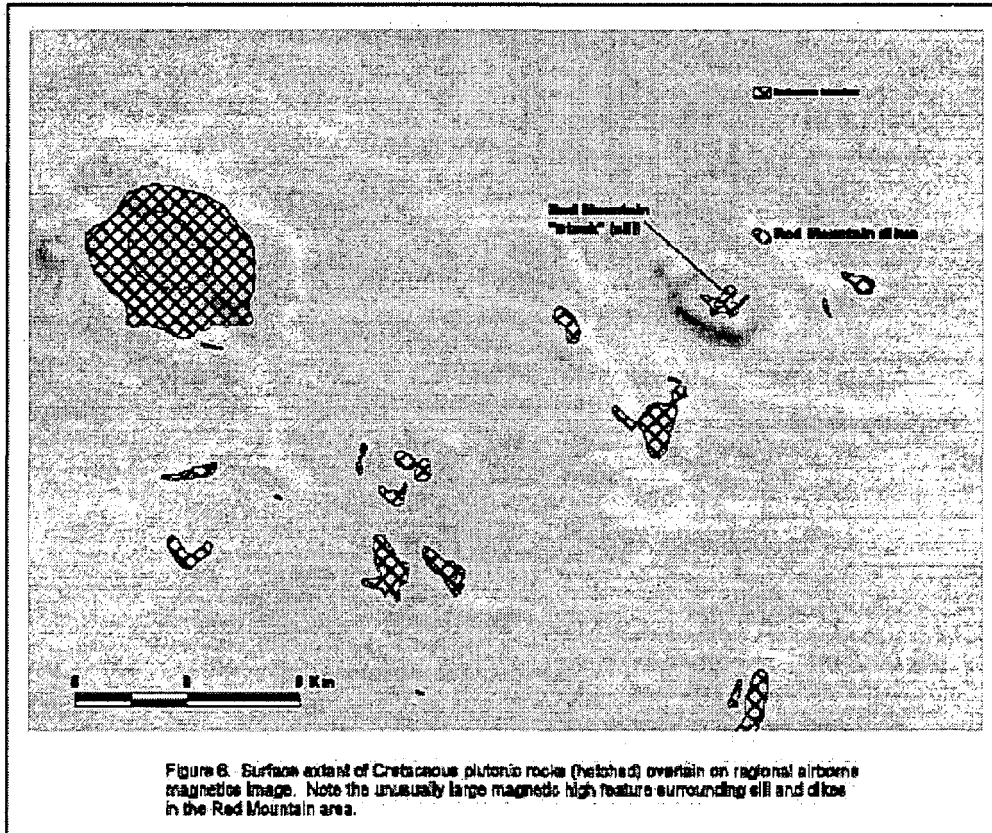 Red Mountain
"stock" (sill)
Red Mountain dikes
Km
Figure 6. Surface extent of Cretaceous plutonic rocks (hatched) overlain on regional airborne
magnetics image. Note the unusually large magnetic high feature surrounding sill and dikes
in the Red Mountain area.